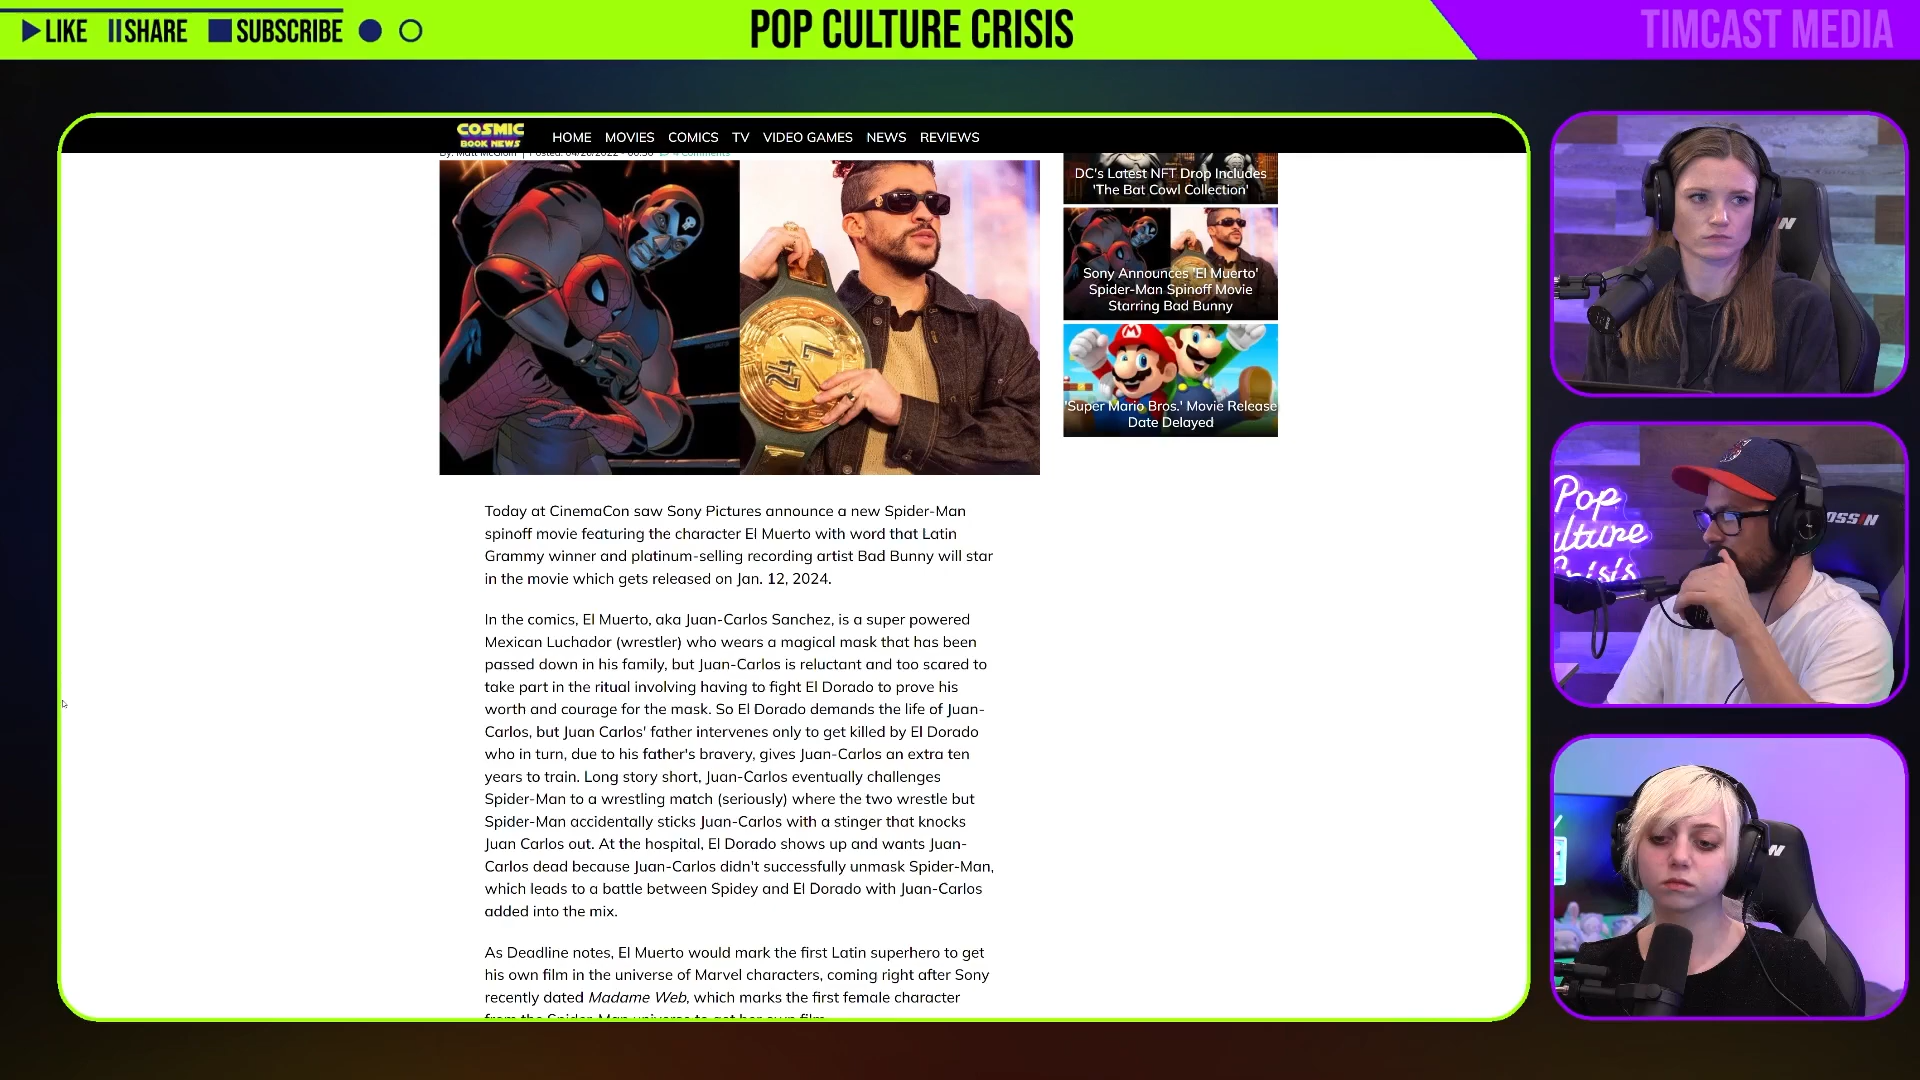 LIKE SHARE SUBSCRIBE
POP CULTURE CRISIS
TIMCAST MEDIA
COSMIC
BOOK NEWS
HOME MOVIES COMICS TV VIDEO GAMES NEWS REVIEWS
DC's Latest NFT Drop Includes
'The Bat Cowl Collection'
Sony Announces 'El Muerto'
Spider-Man Spinoff Movie
Starring Bad Bunny
'Super Mario Bros.' Movie Release
Date Delayed
24
7
Today at CinemaCon saw Sony Pictures announce a new Spider-Man
spinoff movie featuring the character El Muerto with word that Latin
Grammy winner and platinum-selling recording artist Bad Bunny will star
in the movie which gets released on Jan. 12, 2024.
In the comics, El Muerto, aka Juan-Carlos Sanchez, is a super powered
Mexican Luchador (wrestler) who wears a magical mask that has been
passed down in his family, but Juan-Carlos is reluctant and too scared to
take part in the ritual involving having to fight El Dorado to prove his
worth and courage for the mask. So El Dorado demands the life of Juan-
Carlos, but Juan Carlos' father intervenes only to get killed by El Dorado
who in turn, due to his father's bravery, gives Juan-Carlos an extra ten
years to train. Long story short, Juan-Carlos eventually challenges
Spider-Man to a wrestling match (seriously) where the two wrestle but
Spider-Man accidentally sticks Juan-Carlos with a stinger that knocks
Juan Carlos out. At the hospital, El Dorado shows up and wants Juan-
Carlos dead because Juan-Carlos didn't successfully unmask Spider-Man,
which leads to a battle between Spidey and El Dorado with Juan-Carlos
added into the mix.
As Deadline notes, El Muerto would mark the first Latin superhero to get
his own film in the universe of Marvel characters, coming right after Sony
recently dated Madame Web, which marks the first female character
from the Spider-Man universe to get her own film.
Pop
ulture
Crisis